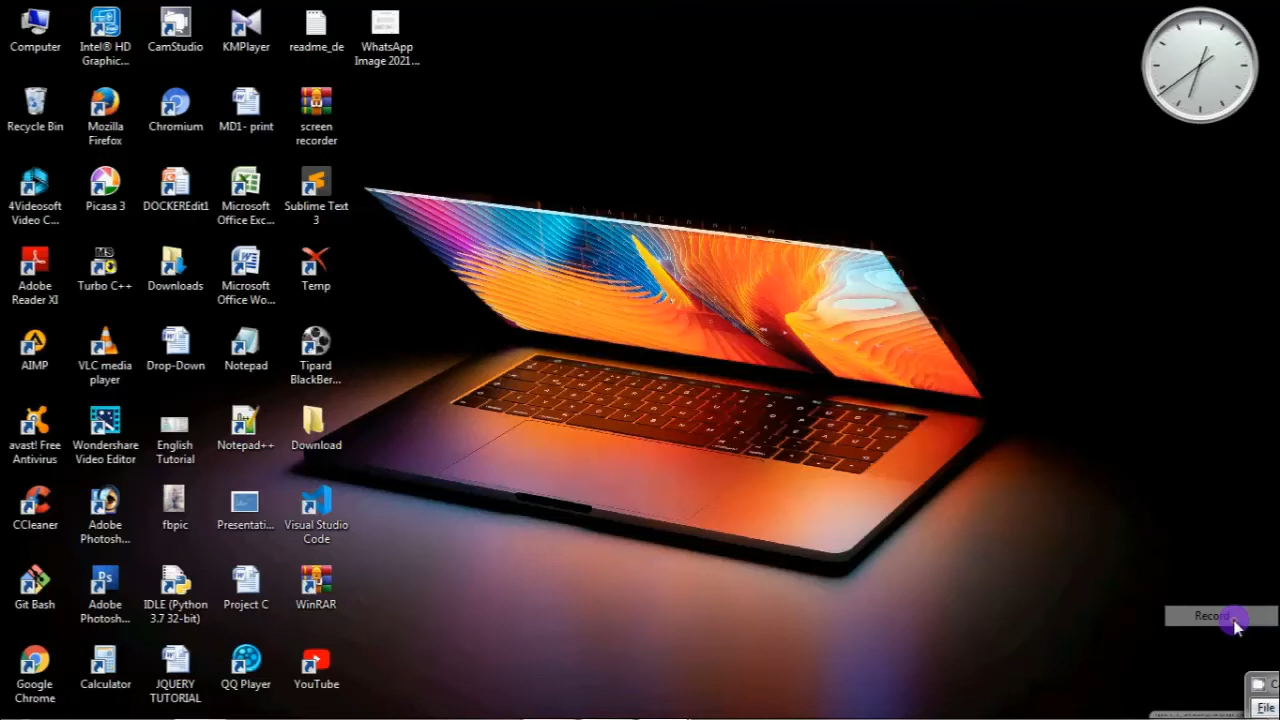 Computer
Intel® HD
Graphic...
CamStudio
KMPlayer
readme_de
WhatsApp
Image 2021...
Recycle Bin
Mozilla
Firefox
Chromium
MD1- print
screen
recorder
4Videosoft
Video C...
Picasa 3
DOCKEREdit1
Microsoft
Office Exc...
Sublime Text
3
Adobe
Reader XI
MS
Turbo C++
Downloads
Microsoft
Office Wo...
Temp
AIMP
VLC media
player
Drop-Down
Notepad
Tipard
BlackBer...
avast! Free
Antivirus
Wondershare
Video Editor
English
Tutorial
Notepad++
Download
CCleaner
Adobe
Photosh...
fbpic
Presentati...
Visual Studio
Code
Git Bash
Ps
Adobe
Photosh...
IDLE (Python
3.7 32-bit)
Project C
WinRAR
Record
Google
Chrome
Calculator
JQUERY
TUTORIAL
QQ Player
YouTube
File